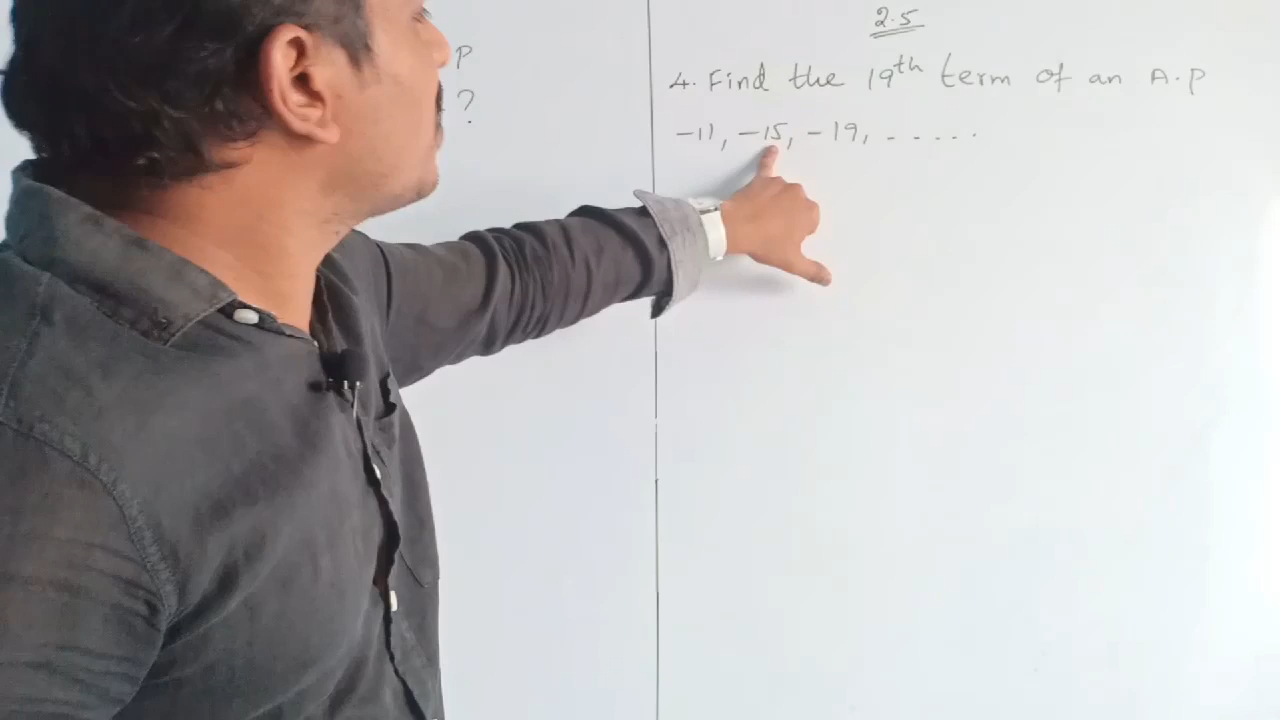 P
?
2.5
4. Find the 19th term of an A.P
-11, -15, -19, - - - - -.